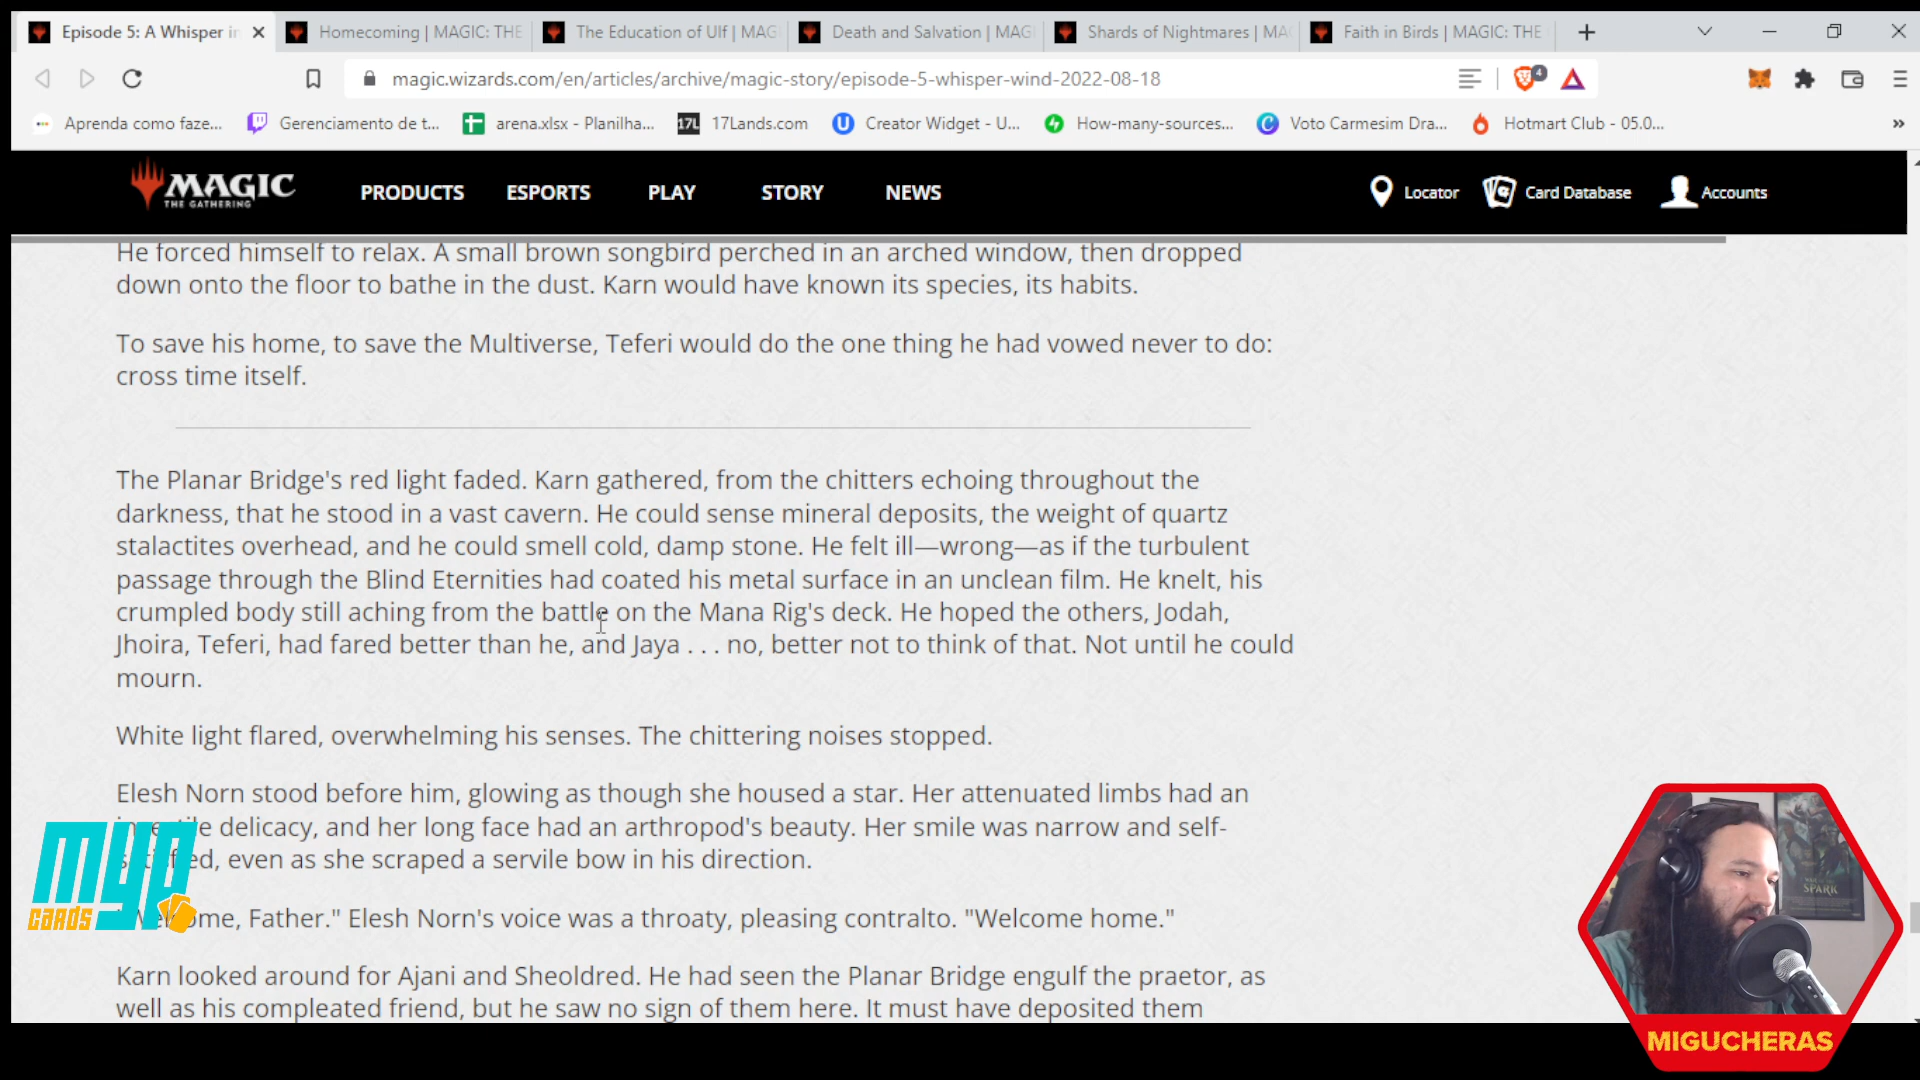 Episode 5: A Whisper in
Homecoming | MAGIC: THE
The Education of Ulf | MAG
Death and Salvation | MAG
Shards of Nightmares | MA
Faith in Birds | MAGIC: THE
magic.wizards.com/en/articles/archive/magic-story/episode-5-whisper-wind-2022-08-18
4
Aprenda como faze...
Gerenciamento de t...
arena.xlsx - Planilha...
17L
17Lands.com
Creator Widget - U...
How-many-sources...
Voto Carmesim Dra...
Hotmart Club - 05.0...
»
MAGIC
THE GATHERING
PRODUCTS
ESPORTS
PLAY
STORY
NEWS
Locator
Card Database
Accounts
He forced himself to relax. A small brown songbird perched in an arched window, then dropped
down onto the floor to bathe in the dust. Karn would have known its species, its habits.
To save his home, to save the Multiverse, Teferi would do the one thing he had vowed never to do:
cross time itself.
The Planar Bridge's red light faded. Karn gathered, from the chitters echoing throughout the
darkness, that he stood in a vast cavern. He could sense mineral deposits, the weight of quartz
stalactites overhead, and he could smell cold, damp stone. He felt ill—wrong—as if the turbulent
passage through the Blind Eternities had coated his metal surface in an unclean film. He knelt, his
crumpled body still aching from the battle on the Mana Rig's deck. He hoped the others, Jodah,
Jhoira, Teferi, had fared better than he, and Jaya . . . no, better not to think of that. Not until he could
mourn.
White light flared, overwhelming his senses. The chittering noises stopped.
Elesh Norn stood before him, glowing as though she housed a star. Her attenuated limbs had an
delicacy, and her long face had an arthropod's beauty. Her smile was narrow and self-
even as she scraped a servile bow in his direction.
Father." Elesh Norn's voice was a throaty, pleasing contralto. "Welcome home."
Karn looked around for Ajani and Sheoldred. He had seen the Planar Bridge engulf the praetor, as
well as his compleated friend, but he saw no sign of them here. It must have deposited them
myp
CARDS
SPARK
MIGUCHERAS